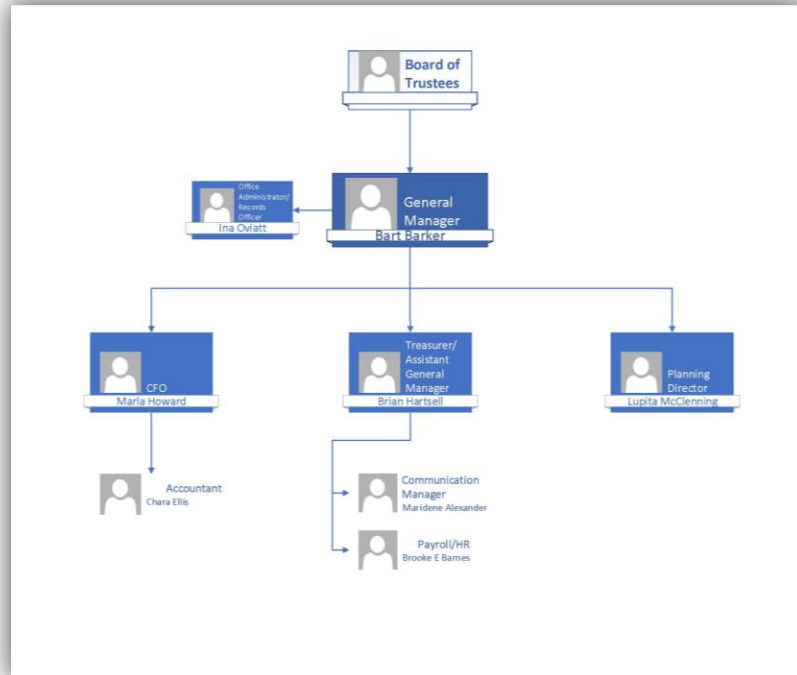 Board of
Trustees
Office
Administrator/
Records
Officer
Ina Oviatt
General
Manager
Bart Barker
CFO
Marla Howard
Treasurer/
Assistant
General
Manager
Brian Hartsell
Planning
Director
Lupita McClenning
Accountant
Chara Ellis
Communication
Manager
Maridene Alexander
Payroll/HR
Brooke E Barnes